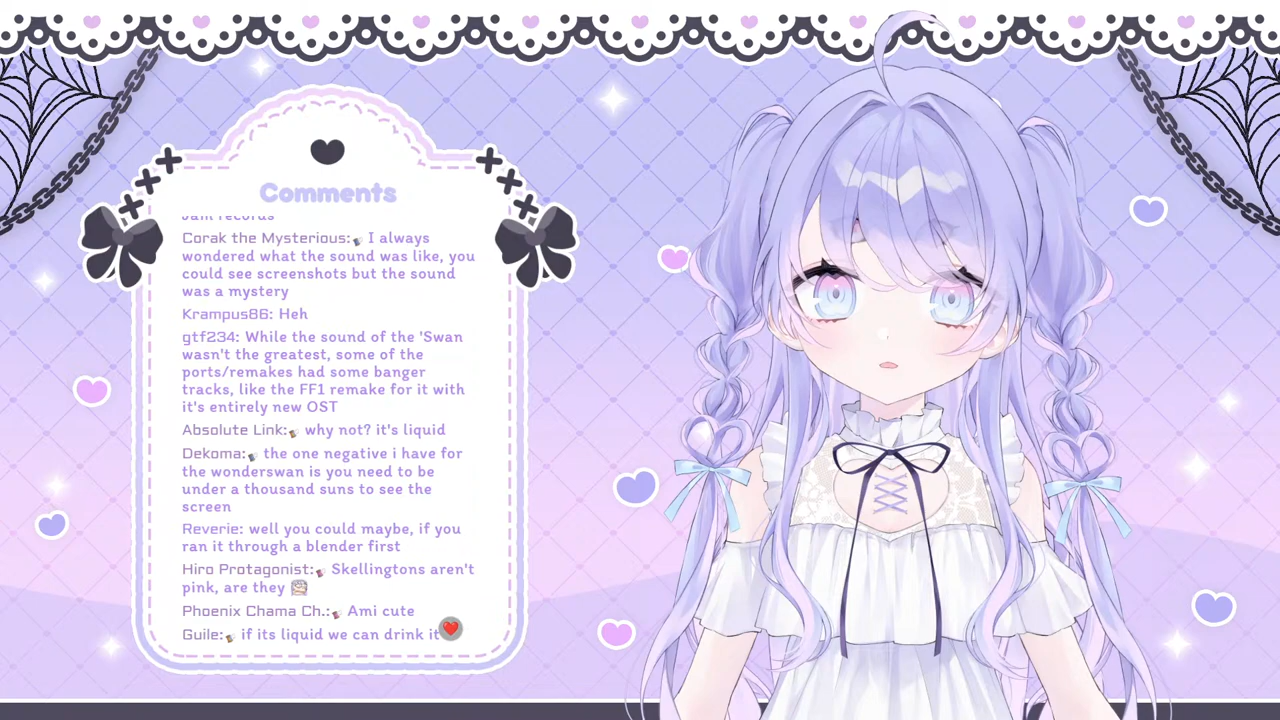 Comments
Jam records
Corak the Mysterious: I always
wondered what the sound was like, you
could see screenshots but the sound
was a mystery
Krampus86: Heh
gtf234: While the sound of the 'Swan
wasn't the greatest, some of the
ports/remakes had some banger
tracks, like the FF1 remake for it with
it's entirely new OST
Absolute Link: why not? it's liquid
Dekoma: the one negative i have for
the wonderswan is you need to be
under a thousand suns to see the
screen
Reverie: well you could maybe, if you
ran it through a blender first
Hiro Protagonist: Skellingtons aren't
pink, are they
Phoenix Chama Ch.: Ami cute
Guile: if its liquid we can drink it